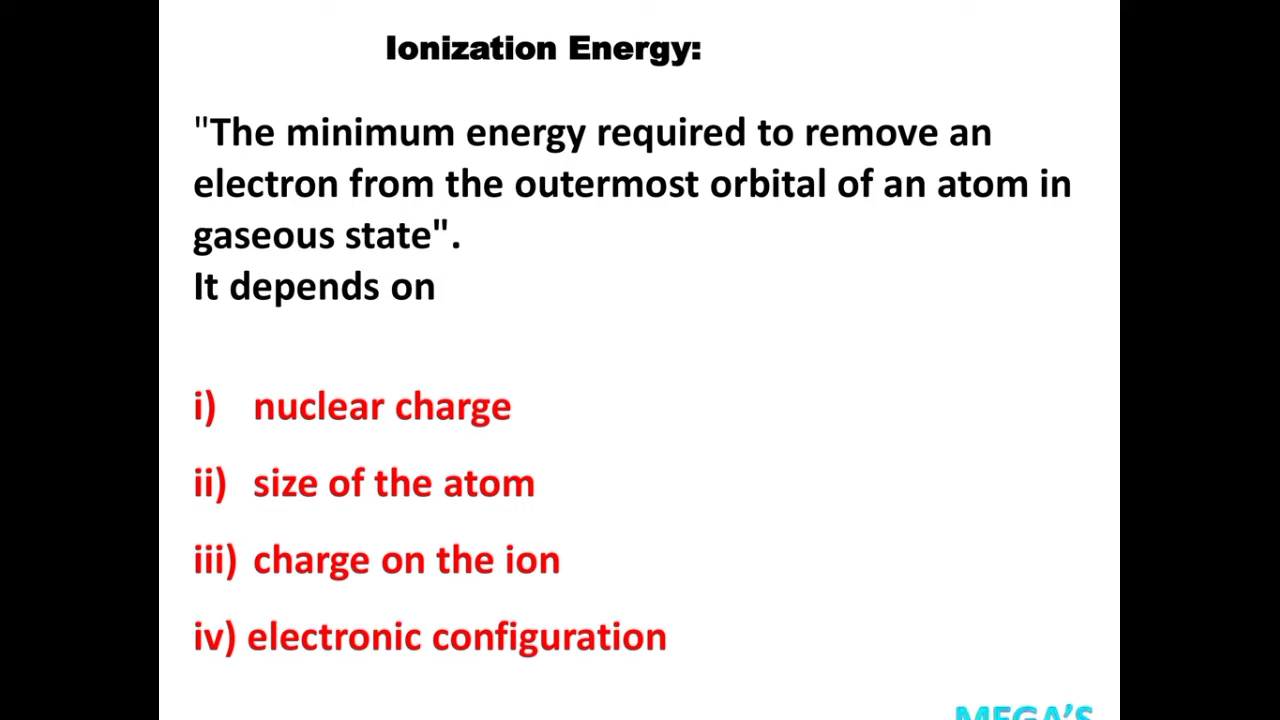 Ionization Energy:
"The minimum energy required to remove an
electron from the outermost orbital of an atom in
gaseous state".
It depends on
i) nuclear charge
ii) size of the atom
iii) charge on the ion
iv) electronic configuration
MEGA'S